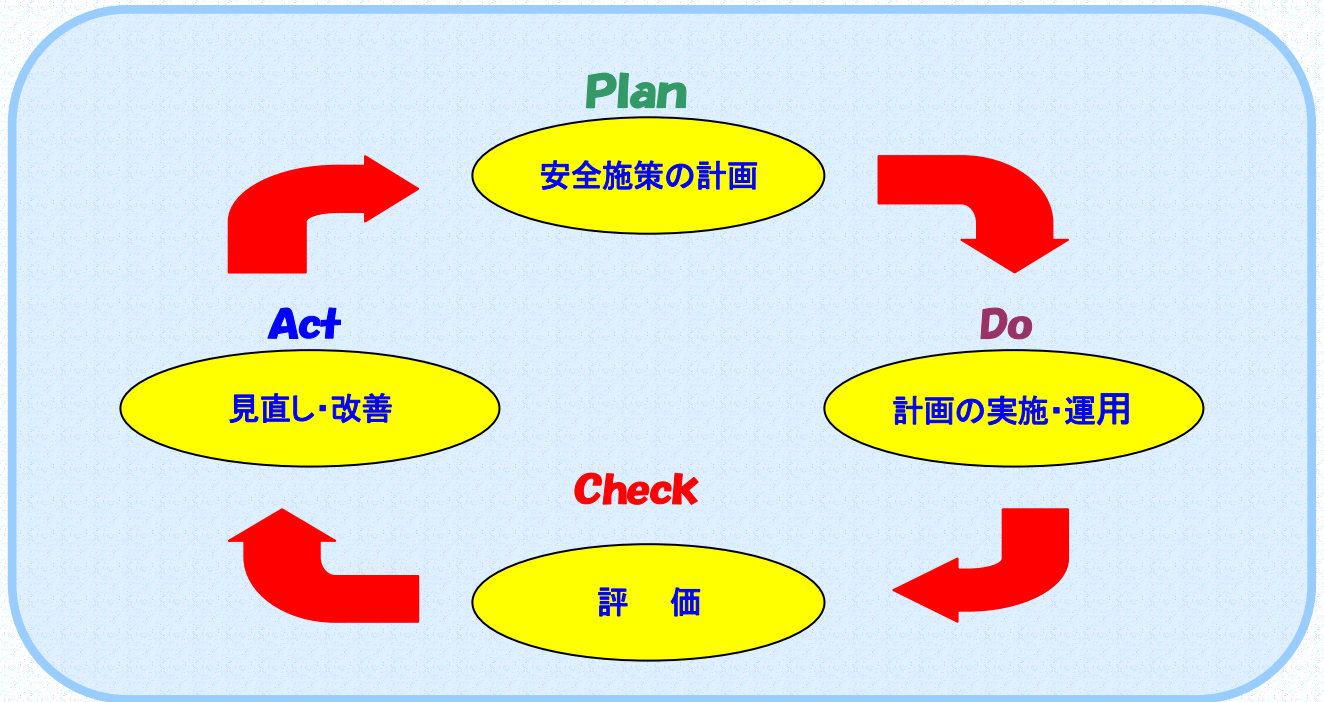 Plan
安全施策の計画
Act
見直し・改善
Do
計画の実施・運用
Check
評　価